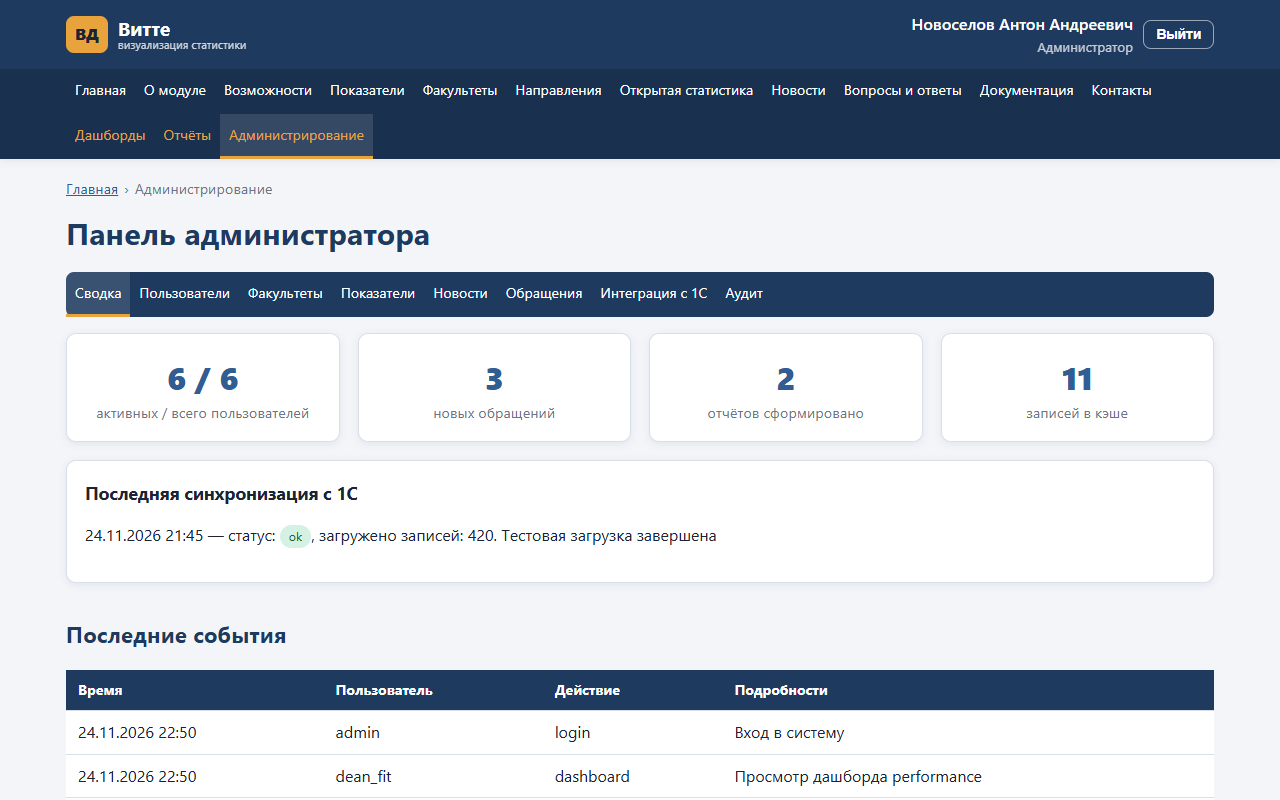 ВД
Витте
визуализация статистики
Новоселов Антон Андреевич
Администратор
Выйти
Главная О модуле Возможности Показатели Факультеты Направления Открытая статистика Новости Вопросы и ответы Документация Контакты
Дашборды Отчёты Администрирование
Главная › Администрирование
Панель администратора
Сводка Пользователи Факультеты Показатели Новости Обращения Интеграция с 1С Аудит
6 / 6
активных / всего пользователей
3
новых обращений
2
отчётов сформировано
11
записей в кэше
Последняя синхронизация с 1С
24.11.2026 21:45 — статус: ok, загружено записей: 420. Тестовая загрузка завершена
Последние события
Время Пользователь Действие Подробности
24.11.2026 22:50 admin login Вход в систему
24.11.2026 22:50 dean_fit dashboard Просмотр дашборда performance